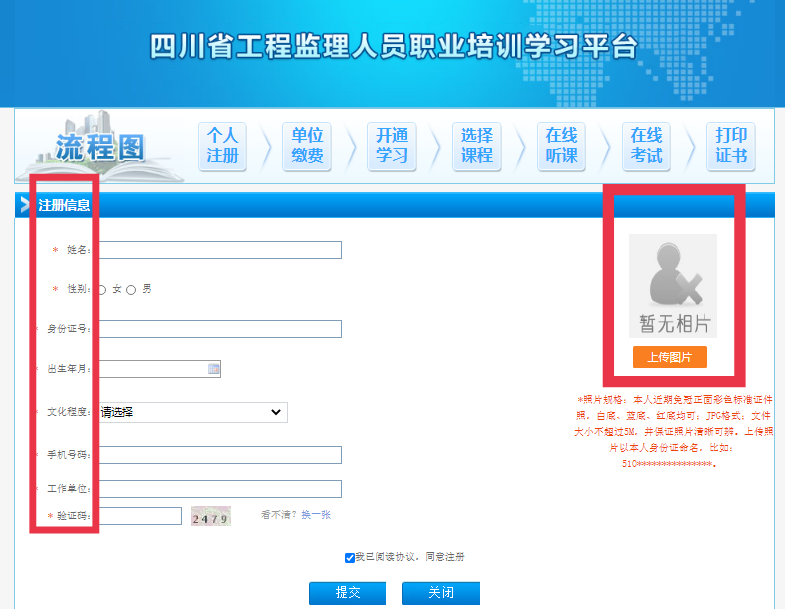 四川省工程监理人员职业培训学习平台
流程图
个人注册
单位缴费
开通学习
选择课程
在线听课
在线考试
打印证书
注册信息
* 姓名:
* 性别: 女 男
* 身份证号:
* 出生年月:
* 文化程度: 请选择
* 手机号码:
* 工作单位:
* 验证码: 2479 看不清? 换一张
暂无相片
上传图片
*照片规格: 本人近期免冠正面彩色标准证件
照, 白底、蓝底、红底均可; JPG格式; 文件
大小不超过5M, 并保证照片清晰可辨。上传照
片以本人身份证命名, 比如:
510***************。
我已阅读协议, 同意注册
提交 关闭